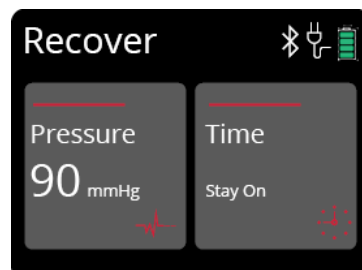 Recover
Pressure
90 mmHg
Time
Stay On